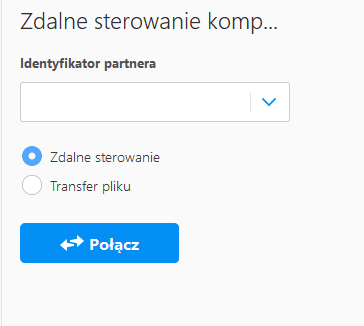 Zdalne sterowanie komp...
Identyfikator partnera
Zdalne sterowanie
Transfer pliku
Połącz